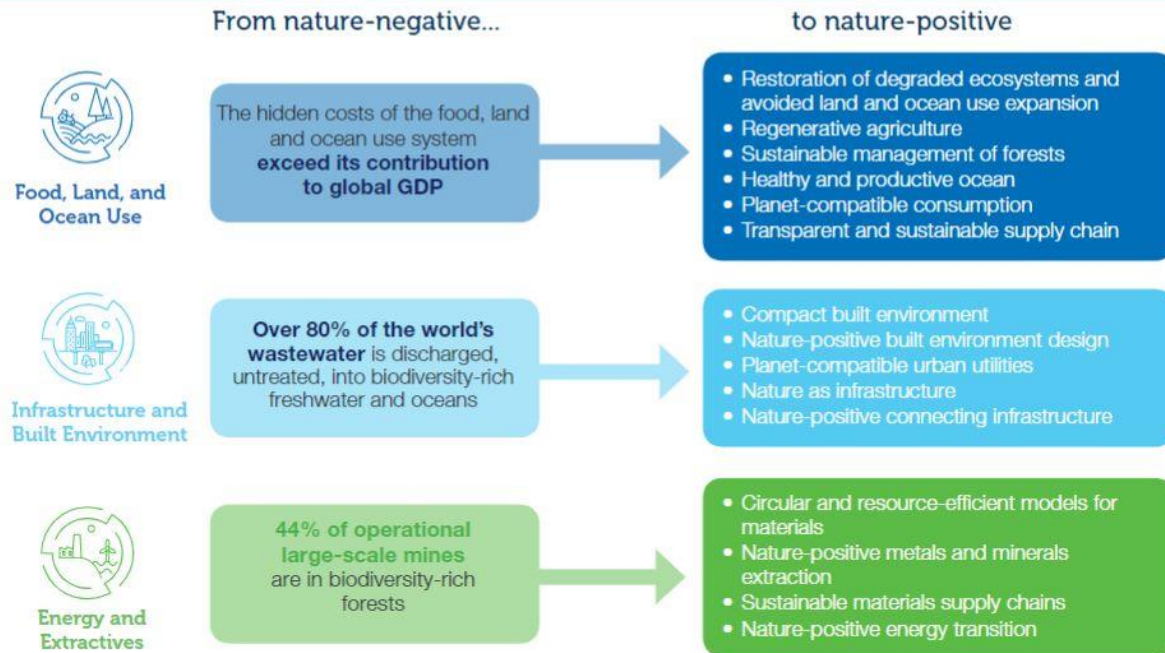 From nature-negative...
to nature-positive
Food, Land, and
Ocean Use
The hidden costs of the food, land
and ocean use system
exceed its contribution
to global GDP
• Restoration of degraded ecosystems and
avoided land and ocean use expansion
• Regenerative agriculture
• Sustainable management of forests
• Healthy and productive ocean
• Planet-compatible consumption
• Transparent and sustainable supply chain
Infrastructure and
Built Environment
Over 80% of the world's
wastewater is discharged,
untreated, into biodiversity-rich
freshwater and oceans
• Compact built environment
• Nature-positive built environment design
• Planet-compatible urban utilities
• Nature as infrastructure
• Nature-positive connecting infrastructure
Energy and
Extractives
44% of operational
large-scale mines
are in biodiversity-rich
forests
• Circular and resource-efficient models for
materials
• Nature-positive metals and minerals
extraction
• Sustainable materials supply chains
• Nature-positive energy transition